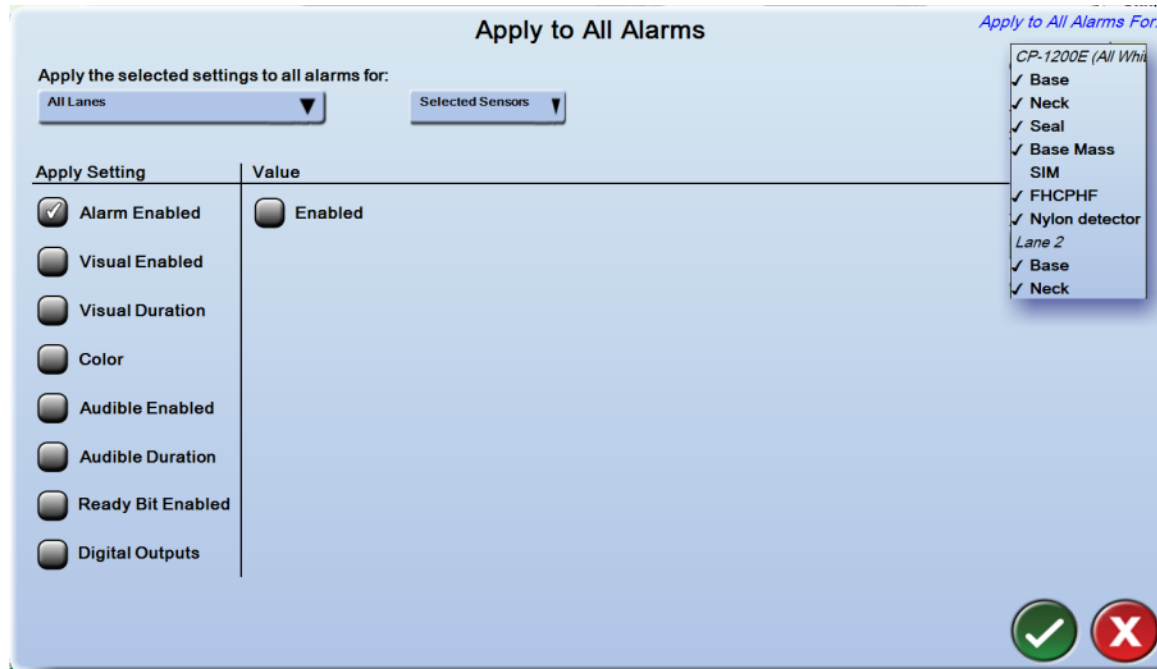 Apply to All Alarms
Apply to All Alarms For:
Apply the selected settings to all alarms for:
All Lanes
Selected Sensors
CP-1200E (All Whi
✓ Base
✓ Neck
✓ Seal
✓ Base Mass
SIM
✓ FHCPHF
✓ Nylon detector
Lane 2
✓ Base
✓ Neck
Apply Setting
Value
Alarm Enabled
Enabled
Visual Enabled
Visual Duration
Color
Audible Enabled
Audible Duration
Ready Bit Enabled
Digital Outputs